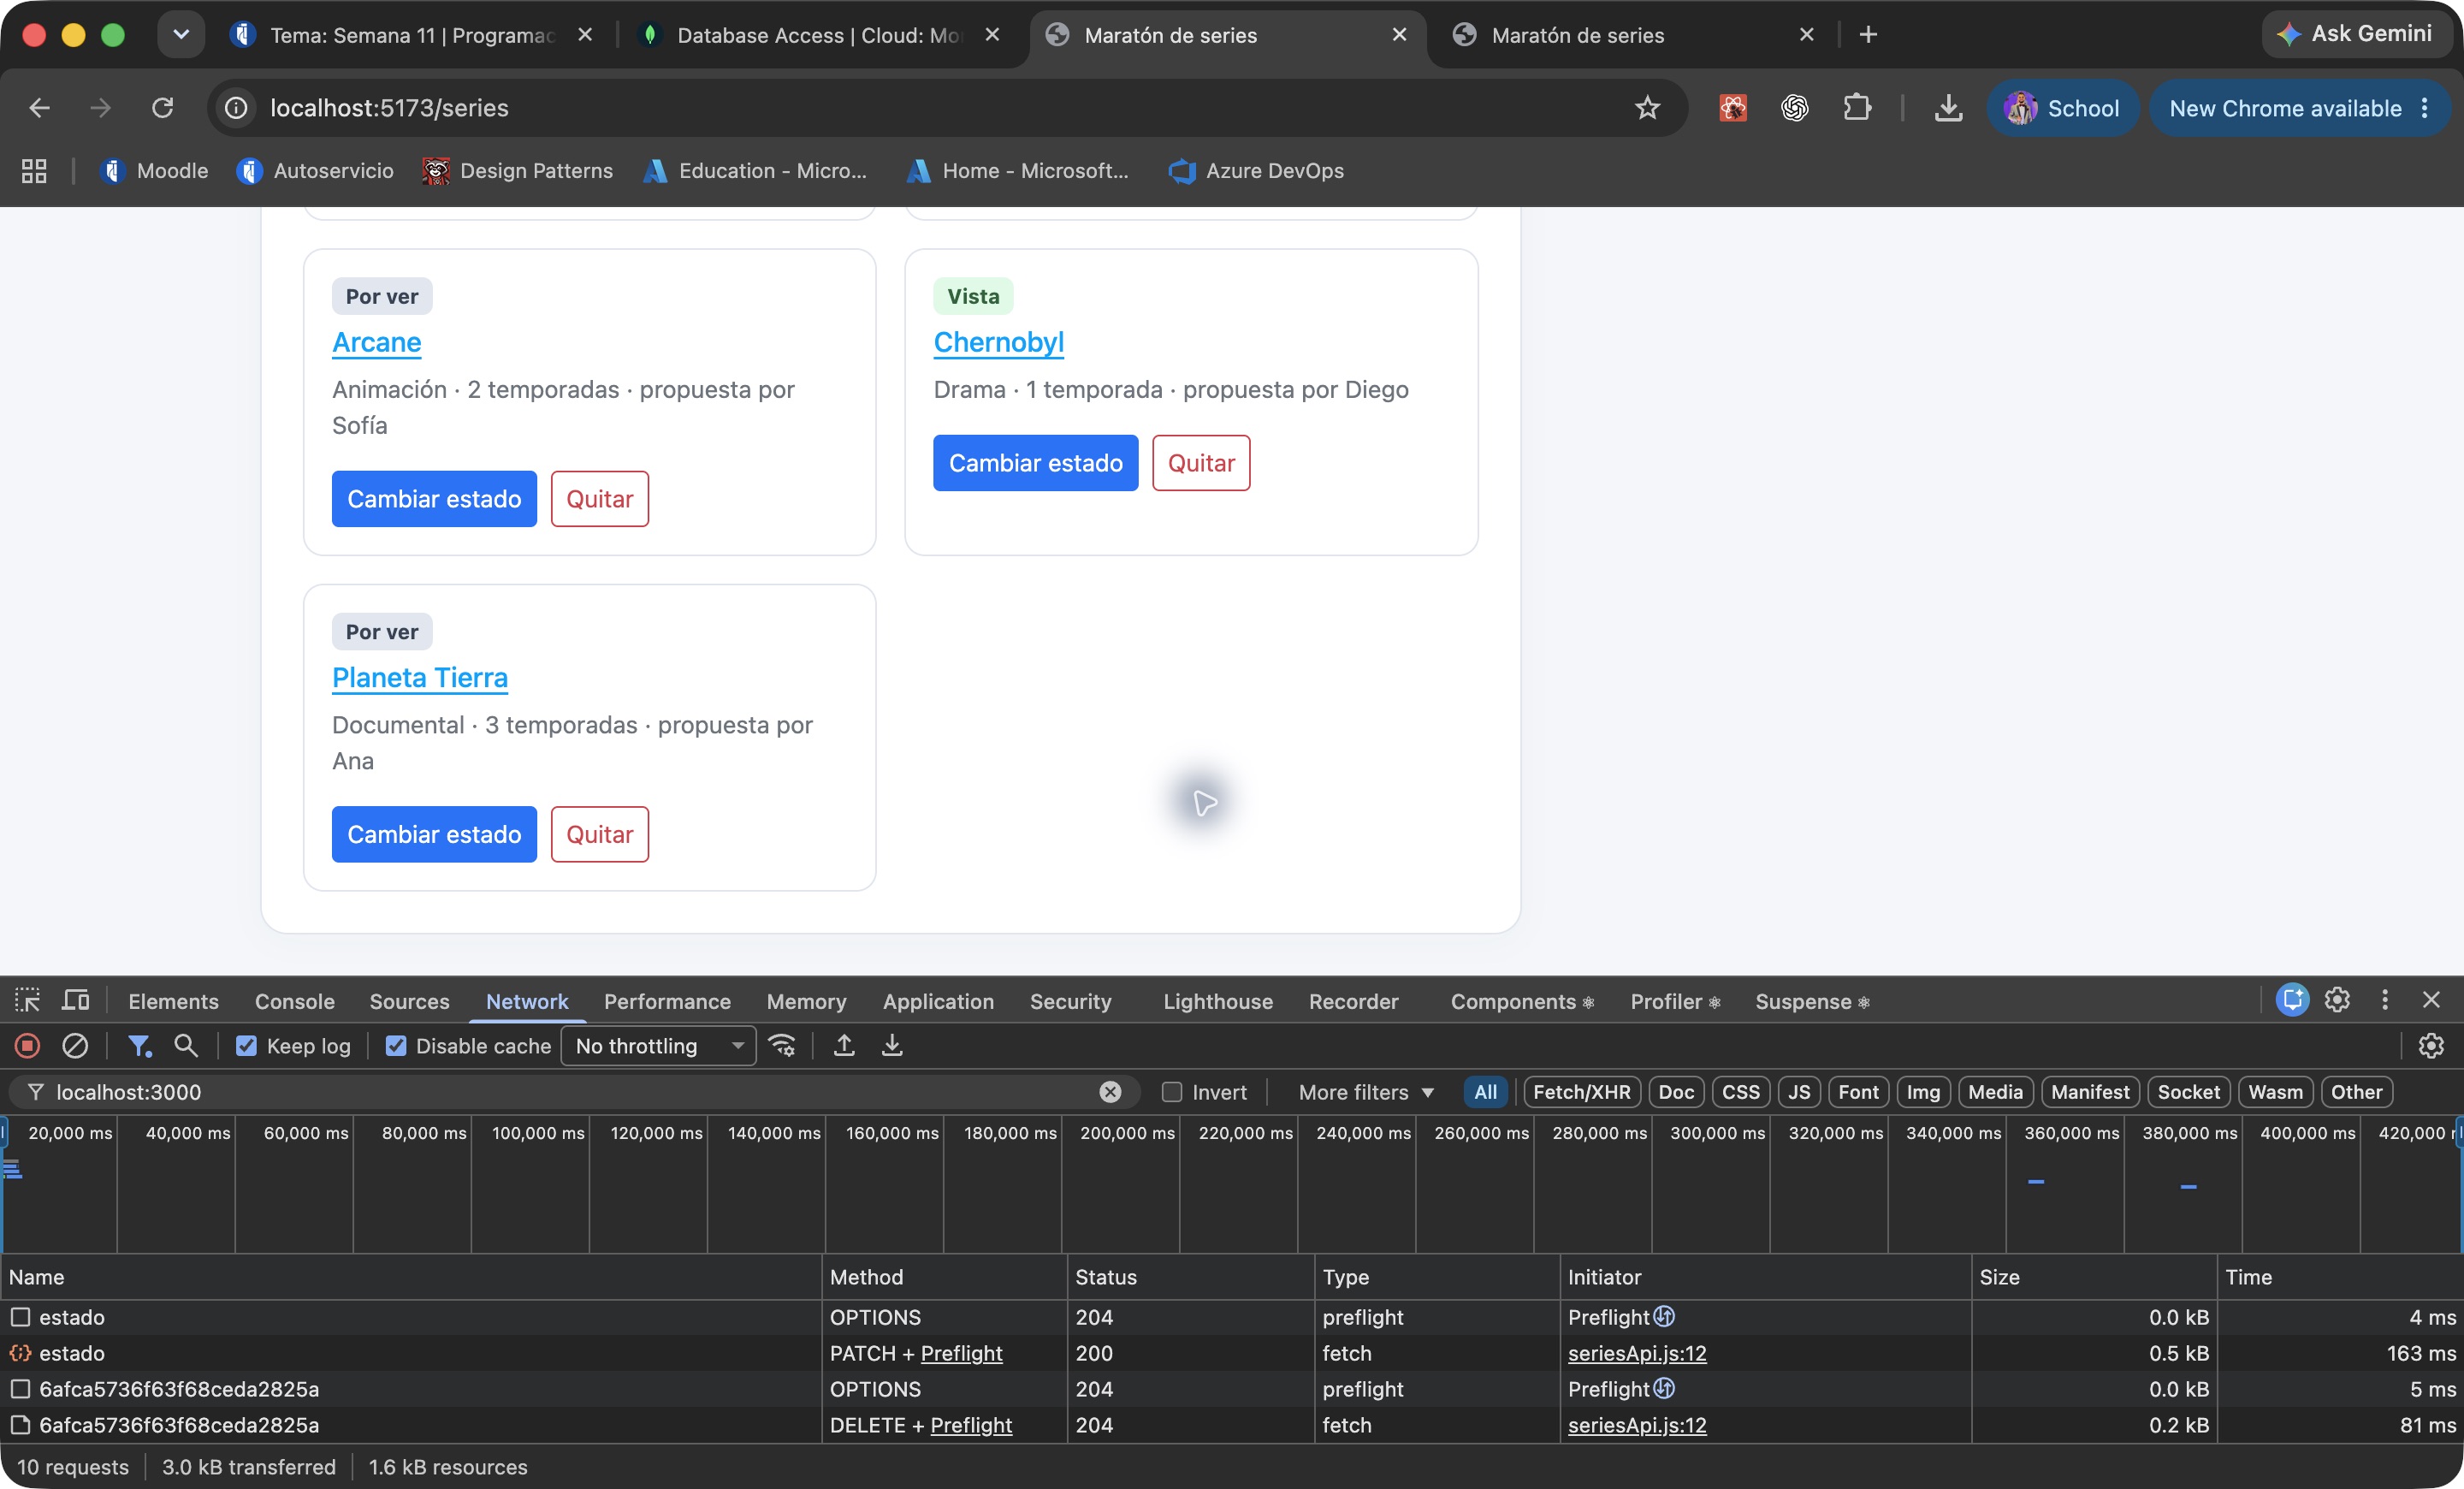 Tema: Semana 11 | Programac
Database Access | Cloud: Mo
Maratón de series
Maratón de series
Ask Gemini
localhost:5173/series
School
New Chrome available
Moodle
Autoservicio
Design Patterns
Education - Micro...
Home - Microsoft...
Azure DevOps
Por ver
Arcane
Animación · 2 temporadas · propuesta por
Sofía
Cambiar estado
Quitar
Vista
Chernobyl
Drama · 1 temporada · propuesta por Diego
Cambiar estado
Quitar
Por ver
Planeta Tierra
Documental · 3 temporadas · propuesta por
Ana
Cambiar estado
Quitar
Elements Console Sources Network Performance Memory Application Security Lighthouse Recorder Components Profiler Suspense
Keep log Disable cache No throttling
localhost:3000 Invert More filters All Fetch/XHR Doc CSS JS Font Img Media Manifest Socket Wasm Other
20,000 ms 40,000 ms 60,000 ms 80,000 ms 100,000 ms 120,000 ms 140,000 ms 160,000 ms 180,000 ms 200,000 ms 220,000 ms 240,000 ms 260,000 ms 280,000 ms 300,000 ms 320,000 ms 340,000 ms 360,000 ms 380,000 ms 400,000 ms 420,000
Name Method Status Type Initiator Size Time
estado OPTIONS 204 preflight Preflight 0.0 kB 4 ms
estado PATCH + Preflight 200 fetch seriesApi.js:12 0.5 kB 163 ms
6afca5736f63f68ceda2825a OPTIONS 204 preflight Preflight 0.0 kB 5 ms
6afca5736f63f68ceda2825a DELETE + Preflight 204 fetch seriesApi.js:12 0.2 kB 81 ms
10 requests 3.0 kB transferred 1.6 kB resources